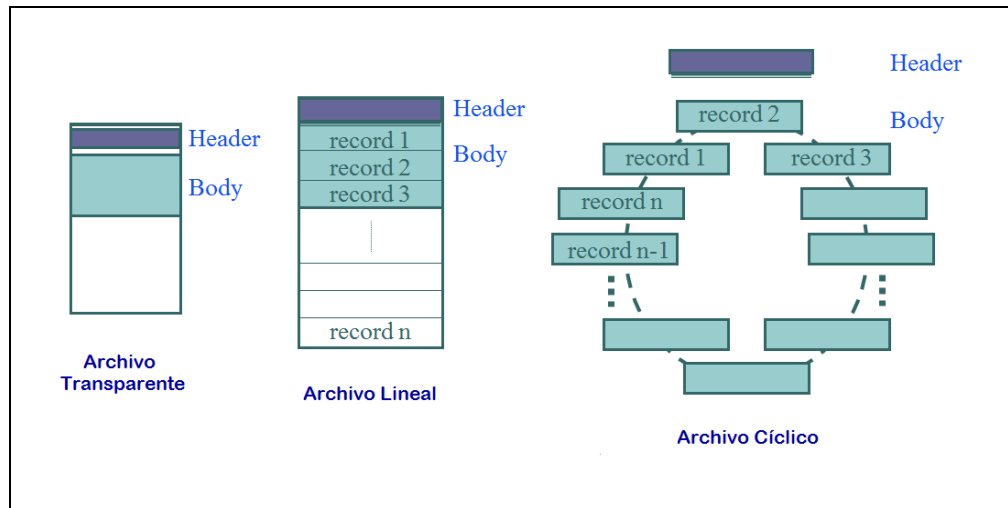 Header
Body
Archivo
Transparente
Header
record 1
Body
record 2
record 3
record n
Archivo Lineal
Header
record 2
Body
record 1
record 3
record n
record n-1
Archivo Cíclico